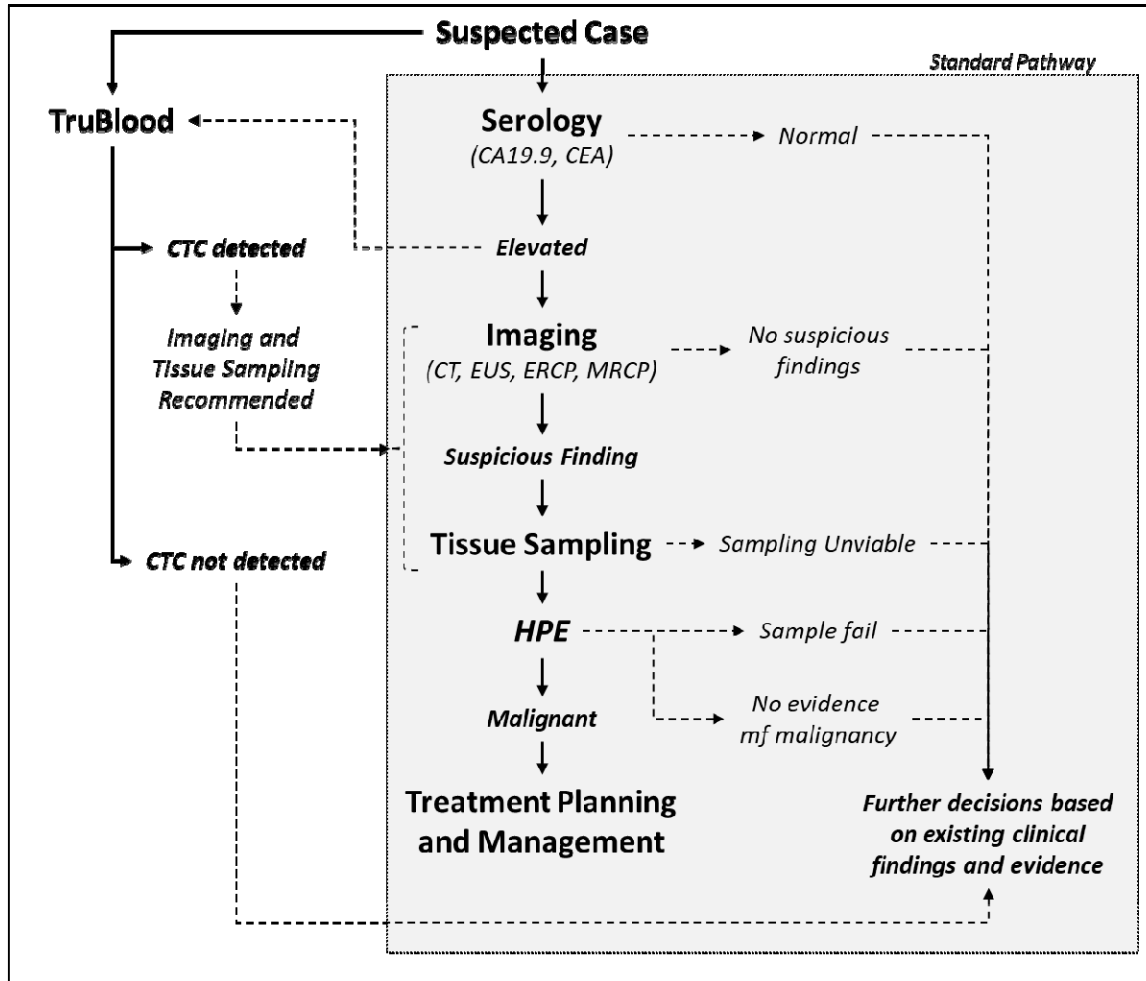 Suspected Case
Standard Pathway
TruBlood
Serology
(CA19.9, CEA)
Normal
CTC detected
Elevated
Imaging and
Tissue Sampling
Recommended
Imaging
(CT, EUS, ERCP, MRCP)
No suspicious
findings
Suspicious Finding
CTC not detected
Tissue Sampling
Sampling Unviable
HPE
Sample fail
Malignant
No evidence
mf malignancy
Treatment Planning
and Management
Further decisions based
on existing clinical
findings and evidence